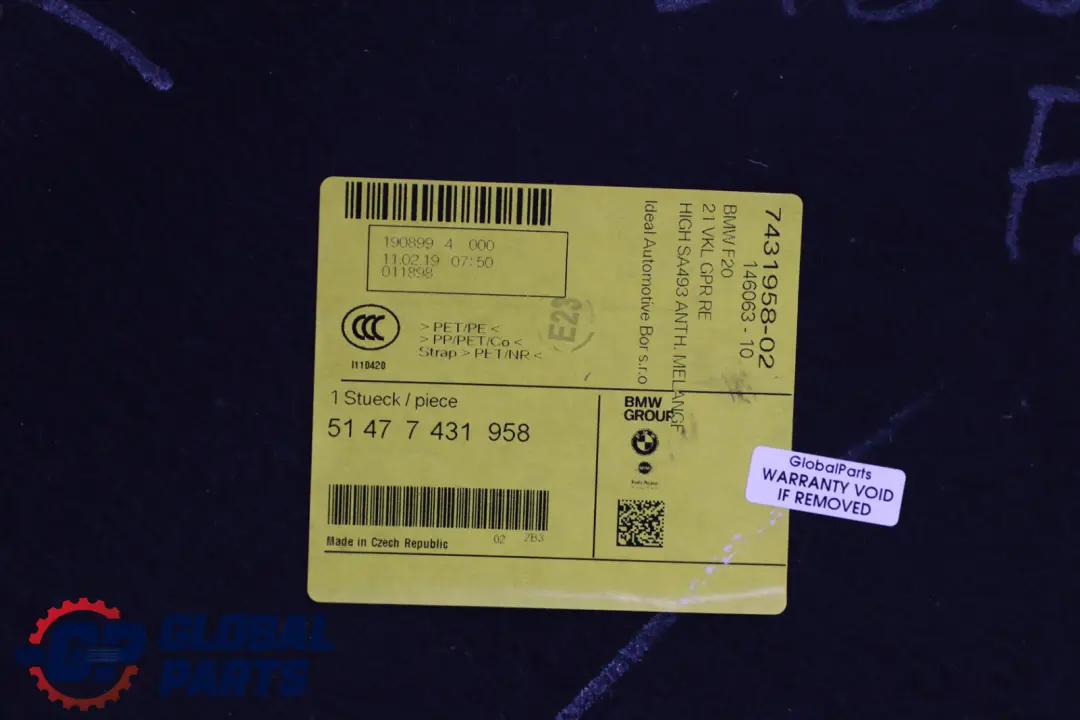 190899 4 000
11.02.19 07:50
011898
CCC
I110420
> PET/PE <
> PP/PET/Co <
Strap > PET/NR <
E23
7431958-02
146063 - 10
BMW F20
21 VKL GPR RE
HIGH SA493 ANTH. MELANGE
Ideal Automotive Bor s.r.o
1 Stueck / piece
51 47 7 431 958
Made in Czech Republic
02 ZB3
BMW
GROUP
GlobalParts
WARRANTY VOID
IF REMOVED
GP GLOBAL
PARTS